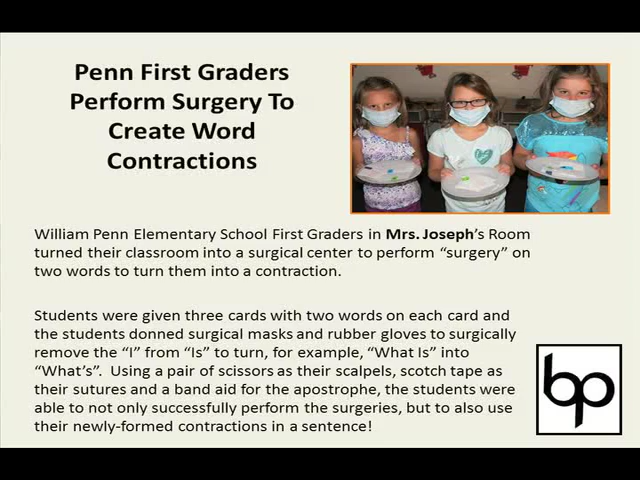 Penn First Graders
Perform Surgery To
Create Word
Contractions
William Penn Elementary School First Graders in Mrs. Joseph’s Room
turned their classroom into a surgical center to perform “surgery” on
two words to turn them into a contraction.
Students were given three cards with two words on each card and
the students donned surgical masks and rubber gloves to surgically
remove the “I” from “Is” to turn, for example, “What Is” into
“What’s”. Using a pair of scissors as their scalpels, scotch tape as
their sutures and a band aid for the apostrophe, the students were
able to not only successfully perform the surgeries, but to also use
their newly-formed contractions in a sentence!
bp